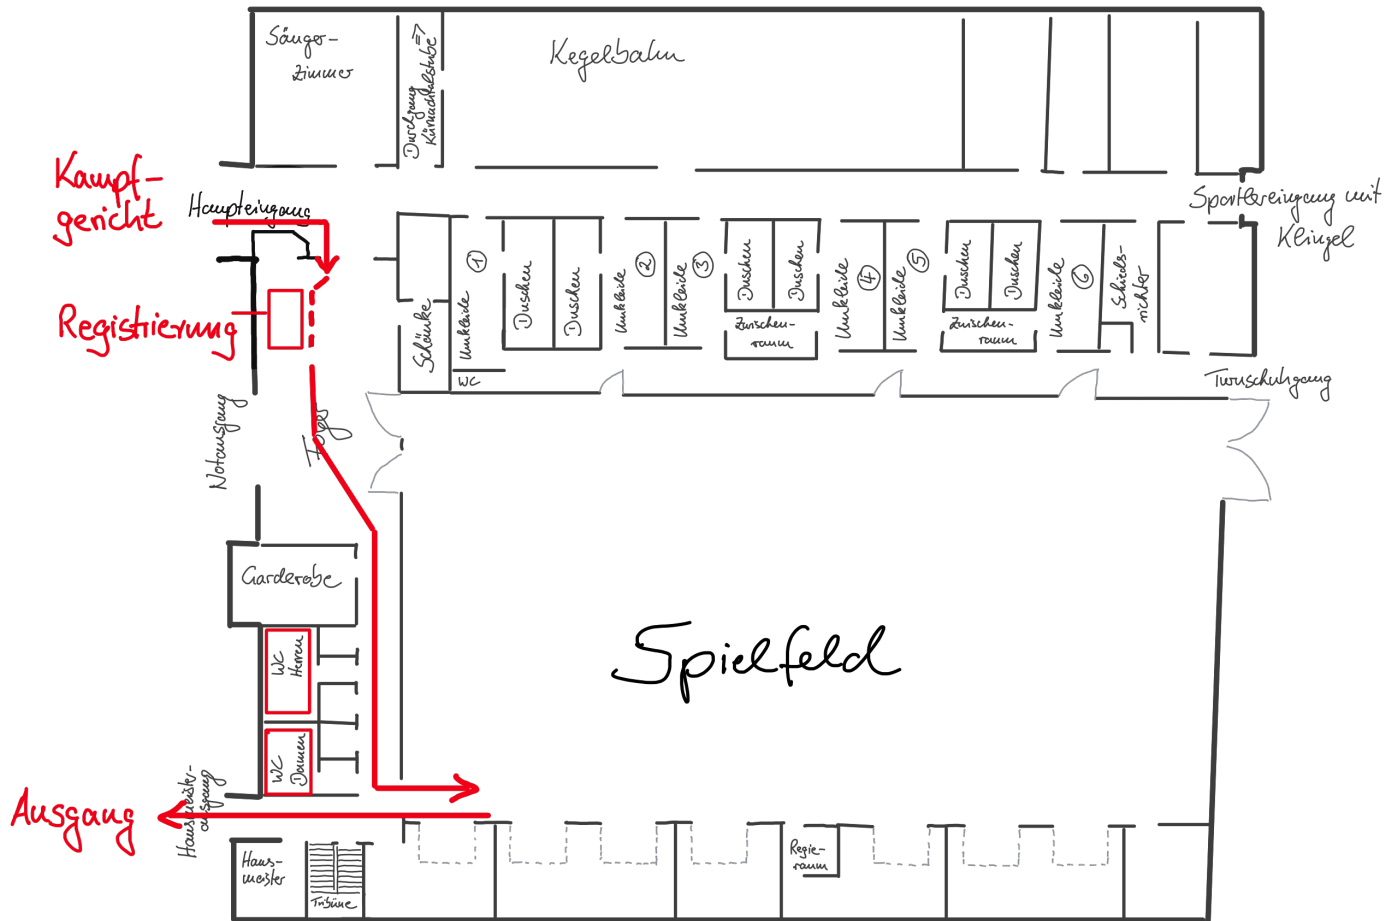 Sänger-
zimmer
Durchgang =>
Kürnachtalstube
Kegelbahn
Kampf-
gericht
Haupteingang
Sportlereingang mit
Klingel
Registrierung
Schänke
Umkleide
1
WC
Duschen
Duschen
Umkleide
2
Umkleide
3
Duschen
Duschen
Zwischen-
raum
Umkleide
4
Umkleide
5
Duschen
Duschen
Zwischen-
raum
Umkleide
6
Schieds-
richter
Turnschuhgang
Notausgang
Foyer
Garderobe
WC
Herren
WC
Damen
Spielfeld
Ausgang
Hausmeister-
ausgang
Haus-
meister
Tribüne
Regie-
raum